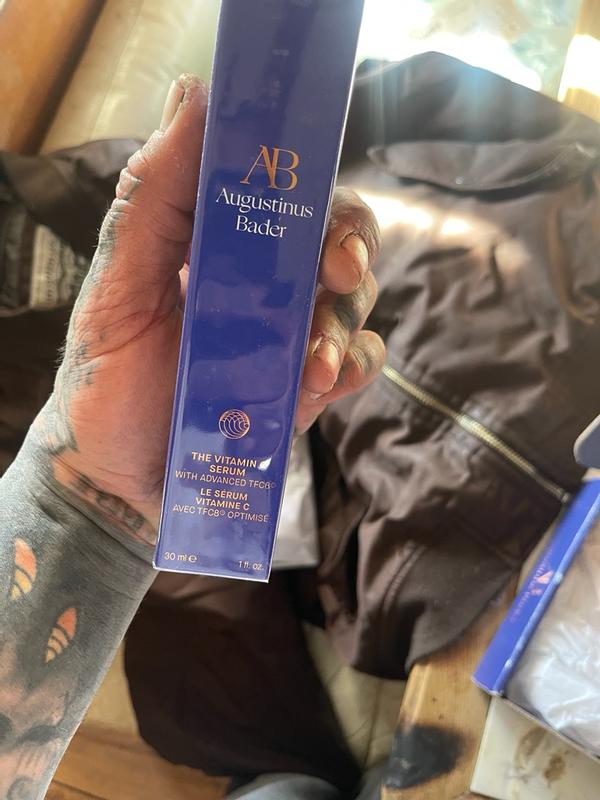 AB
Augustinus
Bader
THE VITAMIN
SERUM
WITH ADVANCED TFC8®
LE SÉRUM
VITAMINE C
AVEC TFC8® OPTIMISÉ
30 ml e
1 fl. oz.